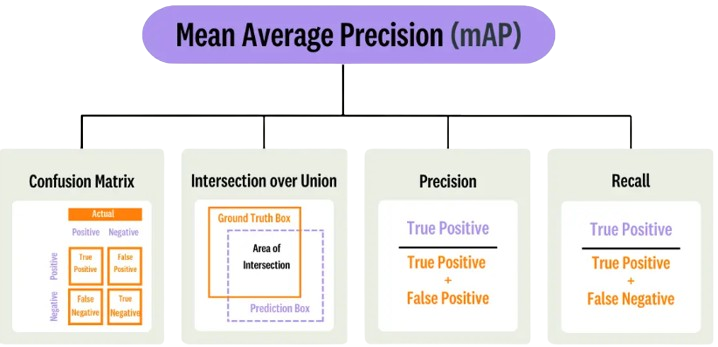 Mean Average Precision (mAP)
Confusion Matrix
Actual
Positive Negative
Positive
True
Positive
False
Positive
Negative
False
Negative
True
Negative
Intersection over Union
Ground Truth Box
Area of
Intersection
Prediction Box
Precision
True Positive
True Positive
+
False Positive
Recall
True Positive
True Positive
+
False Negative